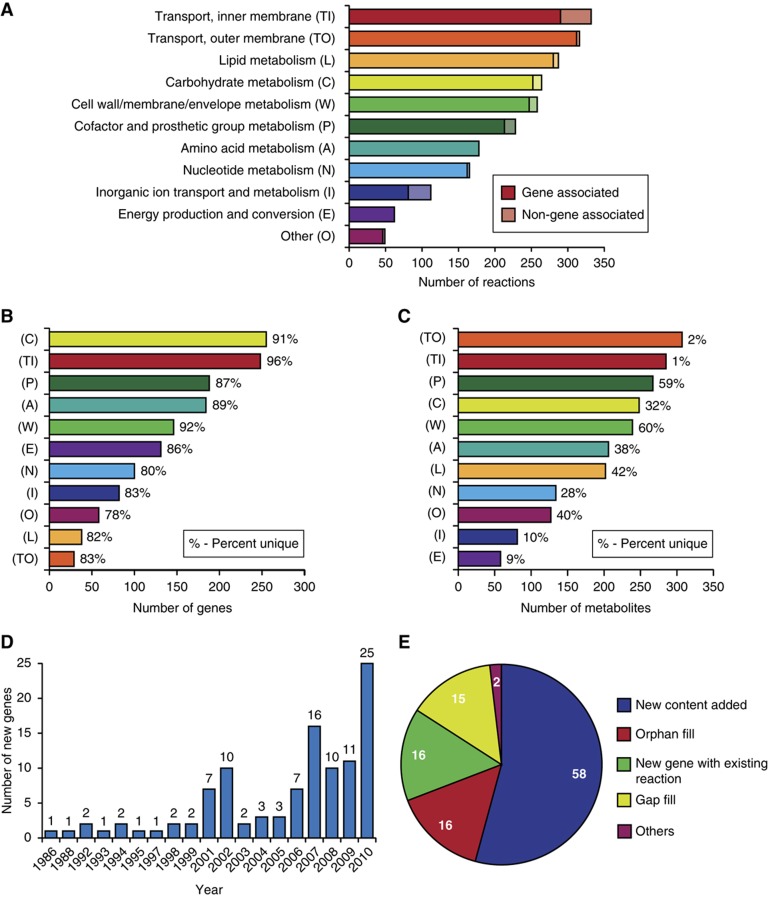 A
Transport, inner membrane (TI)
Transport, outer membrane (TO)
Lipid metabolism (L)
Carbohydrate metabolism (C)
Cell wall/membrane/envelope metabolism (W)
Cofactor and prosthetic group metabolism (P)
Amino acid metabolism (A)
Nucleotide metabolism (N)
Inorganic ion transport and metabolism (I)
Energy production and conversion (E)
Other (O)
Gene associated
Non-gene associated
0 50 100 150 200 250 300 350
Number of reactions
B
(C) 91%
(TI) 96%
(P) 87%
(A) 89%
(W) 92%
(E) 86%
(N) 80%
(I) 83%
(O) 78%
(L) 82%
(TO) 83%
% - Percent unique
0 50 100 150 200 250 300
Number of genes
C
(TO) 2%
(TI) 1%
(P) 59%
(C) 32%
(W) 60%
(A) 38%
(L) 42%
(N) 28%
(O) 40%
(I) 10%
(E) 9%
% - Percent unique
0 50 100 150 200 250 300 350
Number of metabolites
D
Number of new genes
25
20
15
10
5
0
1 1 2 1 2 1 1 2 2 7 10 2 3 3 7 16 10 11 25
1986 1988 1992 1993 1994 1995 1997 1998 1999 2001 2002 2003 2004 2005 2006 2007 2008 2009 2010
Year
E
2
15
16
16
58
New content added
Orphan fill
New gene with existing
reaction
Gap fill
Others